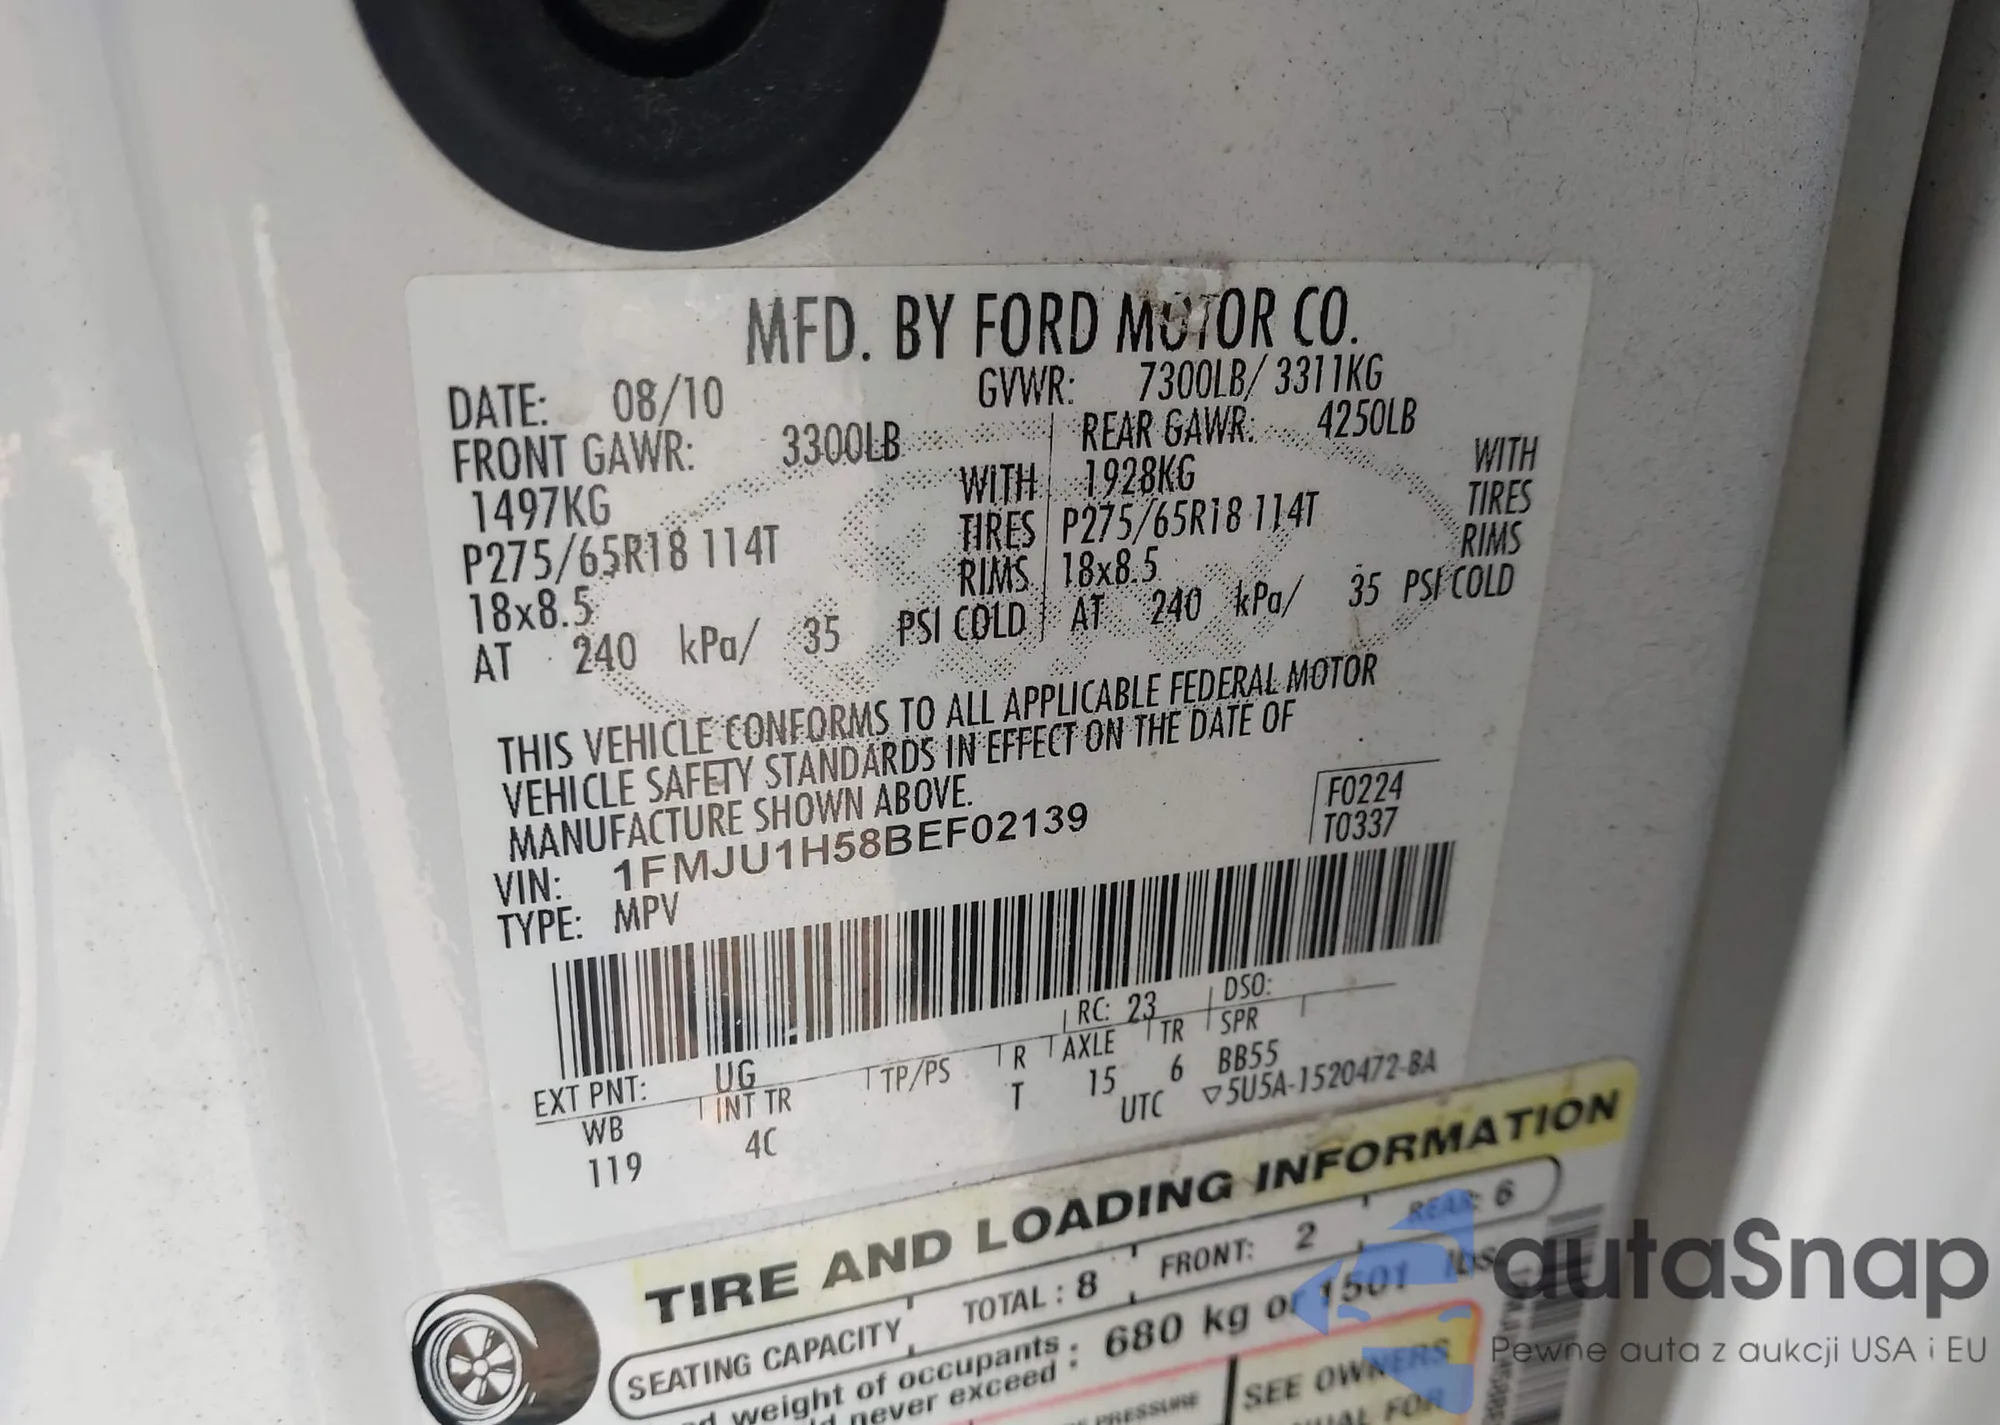 MFD. BY FORD MOTOR CO.
DATE: 08/10 GVWR: 7300LB/ 3311KG
FRONT GAWR: 3300LB REAR GAWR: 4250LB
1497KG WITH 1928KG WITH
P275/65R18 114T TIRES P275/65R18 114T TIRES
18x8.5 RIMS 18x8.5 RIMS
AT 240 kPa/ 35 PSI COLD AT 240 kPa/ 35 PSI COLD
THIS VEHICLE CONFORMS TO ALL APPLICABLE FEDERAL MOTOR
VEHICLE SAFETY STANDARDS IN EFFECT ON THE DATE OF
MANUFACTURE SHOWN ABOVE.
F0224
T0337
VIN: 1FMJU1H58BEF02139
TYPE: MPV
RC: 23 DSO:
EXT PNT: UG
WB INT TR TP/PS R AXLE TR SPR
119 4C T 15 6 BB55
UTC ▽5U5A-1520472-BA
TIRE AND LOADING INFORMATION
SEATING CAPACITY TOTAL : 8 FRONT: 2 REAR: 6
weight of occupants : 680 kg or 1501 lbs
never exceed
PRESSURE
SEE OWNERS
FOR
autaSnap
Pewne auta z aukcji USA i EU